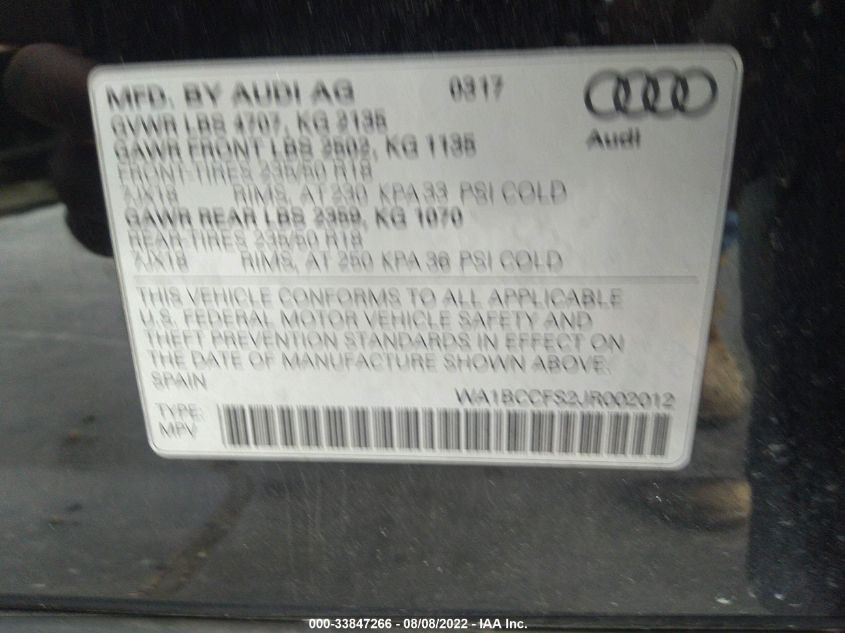 MFD. BY AUDI AG 0317
GVWR LBS 4707, KG 2135
Audi
GAWR FRONT LBS 2502, KG 1135
FRONT-TIRES 235/50 R18
7JX18 RIMS, AT 230 KPA 33 PSI COLD
GAWR REAR LBS 2359, KG 1070
REAR-TIRES 235/50 R18
7JX18 RIMS, AT 250 KPA 36 PSI COLD
THIS VEHICLE CONFORMS TO ALL APPLICABLE
U.S. FEDERAL MOTOR VEHICLE SAFETY AND
THEFT PREVENTION STANDARDS IN EFFECT ON
THE DATE OF MANUFACTURE SHOWN ABOVE.
SPAIN
WA1BCCFS2JR002012
TYPE:
MPV
000-33847266 - 08/08/2022 - IAA Inc.